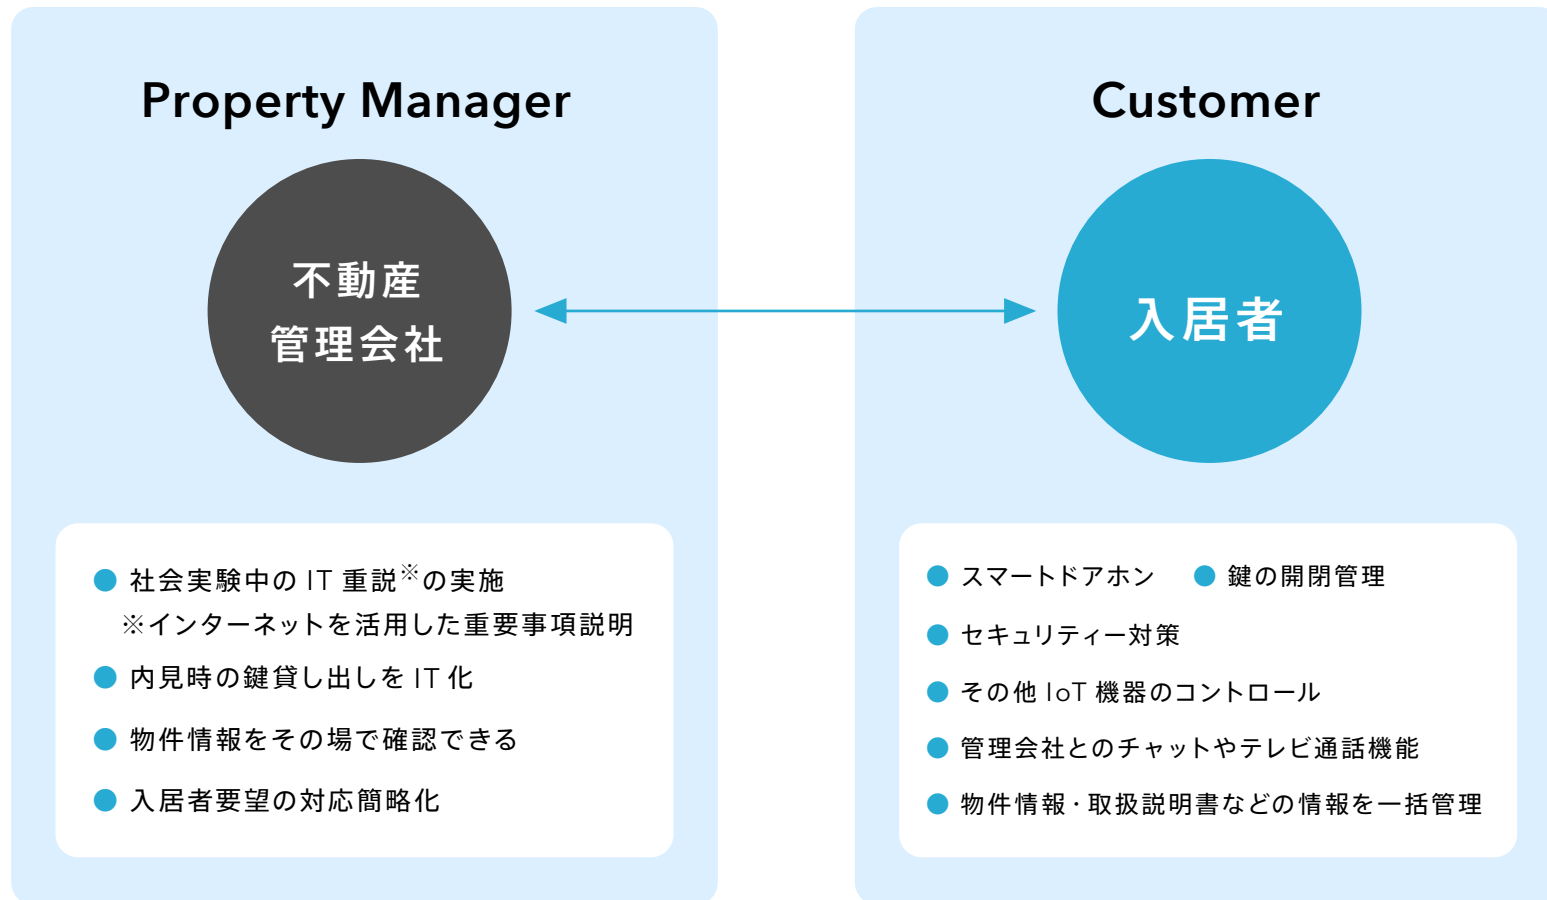 Property Manager
不動産
管理会社
● 社会実験中の IT 重説※の実施
※インターネットを活用した重要事項説明
● 内見時の鍵貸し出しを IT 化
● 物件情報をその場で確認できる
● 入居者要望の対応簡略化
Customer
入居者
● スマートドアホン ● 鍵の開閉管理
● セキュリティー対策
● その他 IoT 機器のコントロール
● 管理会社とのチャットやテレビ通話機能
● 物件情報・取扱説明書などの情報を一括管理